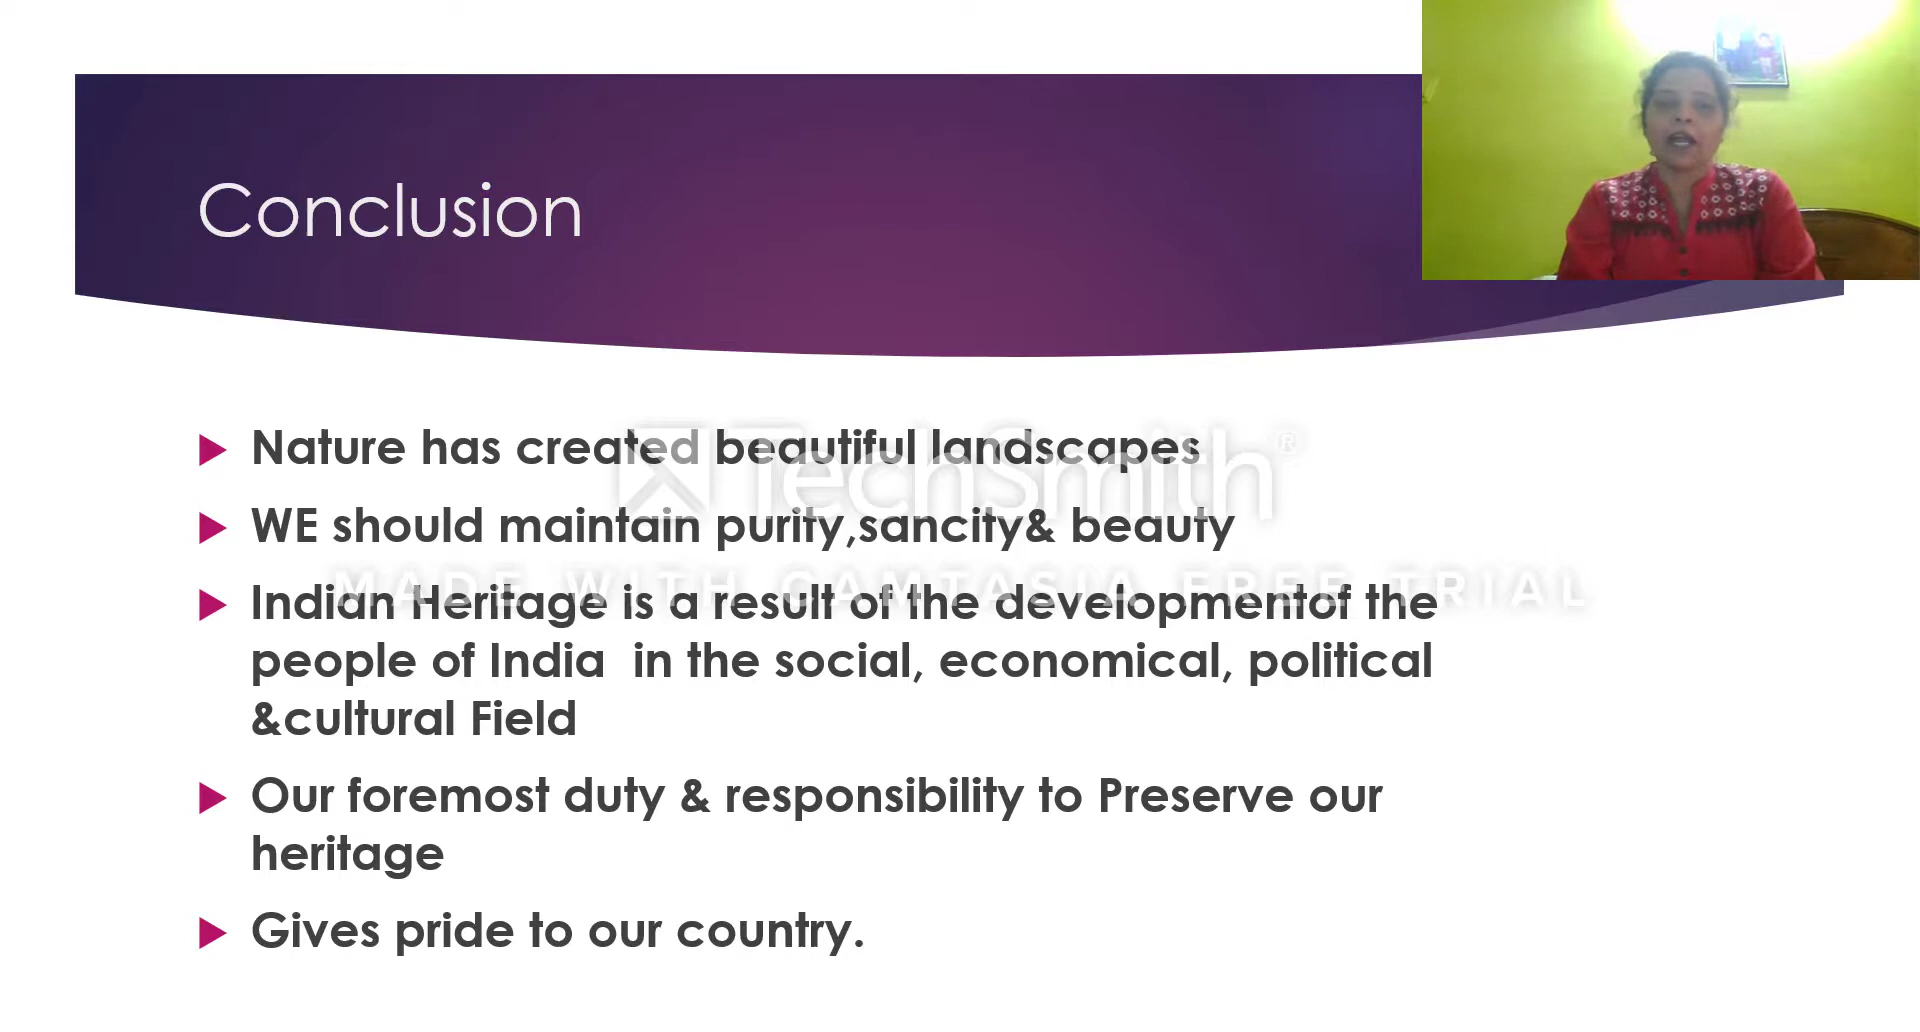 Conclusion
Nature has created beautiful landscapes
WE should maintain purity,sancity& beauty
Indian Heritage is a result of the developmentof the
people of India  in the social, economical, political
&cultural Field
Our foremost duty & responsibility to Preserve our
heritage
Gives pride to our country.
TechSmith®
MADE WITH CAMTASIA FREE TRIAL